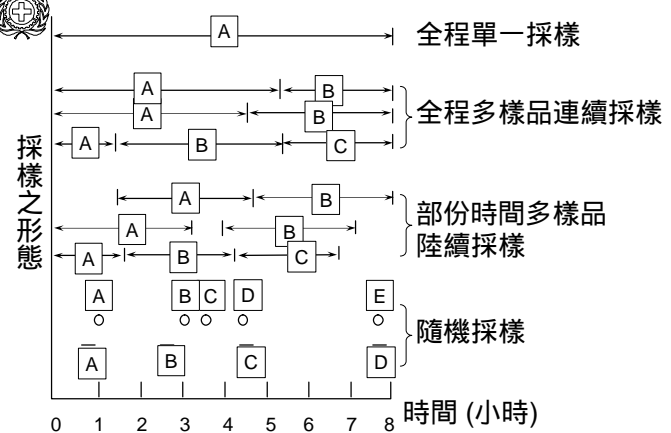 A 全程單一採樣
A B
A B 全程多樣品連續採樣
A B C
A B
A B 部份時間多樣品
A B C 陸續採樣
A B C D E
隨機採樣
A B C D
採樣之形態
0 1 2 3 4 5 6 7 8 時間 (小時)